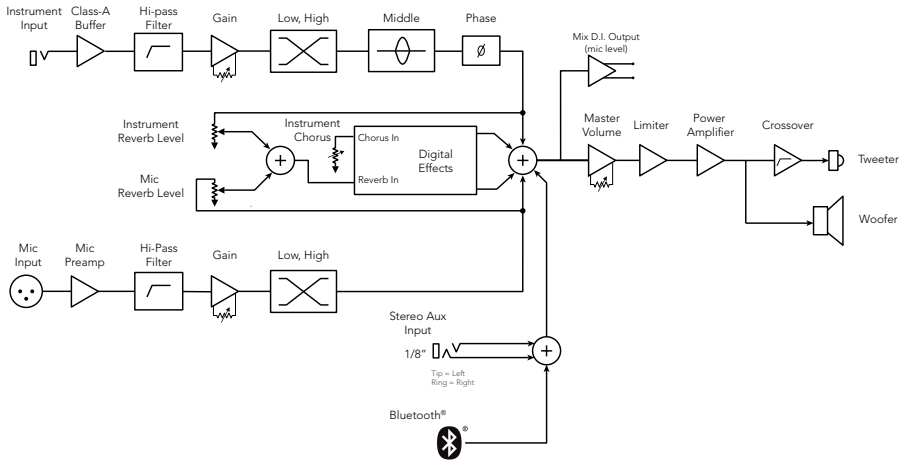 Instrument
Input
Class-A
Buffer
Hi-pass
Filter
Gain
Low, High
Middle
Phase
ø
Mix D.I. Output
(mic level)
Instrument
Reverb Level
Instrument
Chorus
Chorus In
Digital
Effects
Reverb In
+
+
Master
Volume
Limiter
Power
Amplifier
Crossover
Tweeter
Mic
Reverb Level
Woofer
Mic
Input
Mic
Preamp
Hi-Pass
Filter
Gain
Low, High
Stereo Aux
Input
1/8”
+
Tip = Left
Ring = Right
Bluetooth®
®